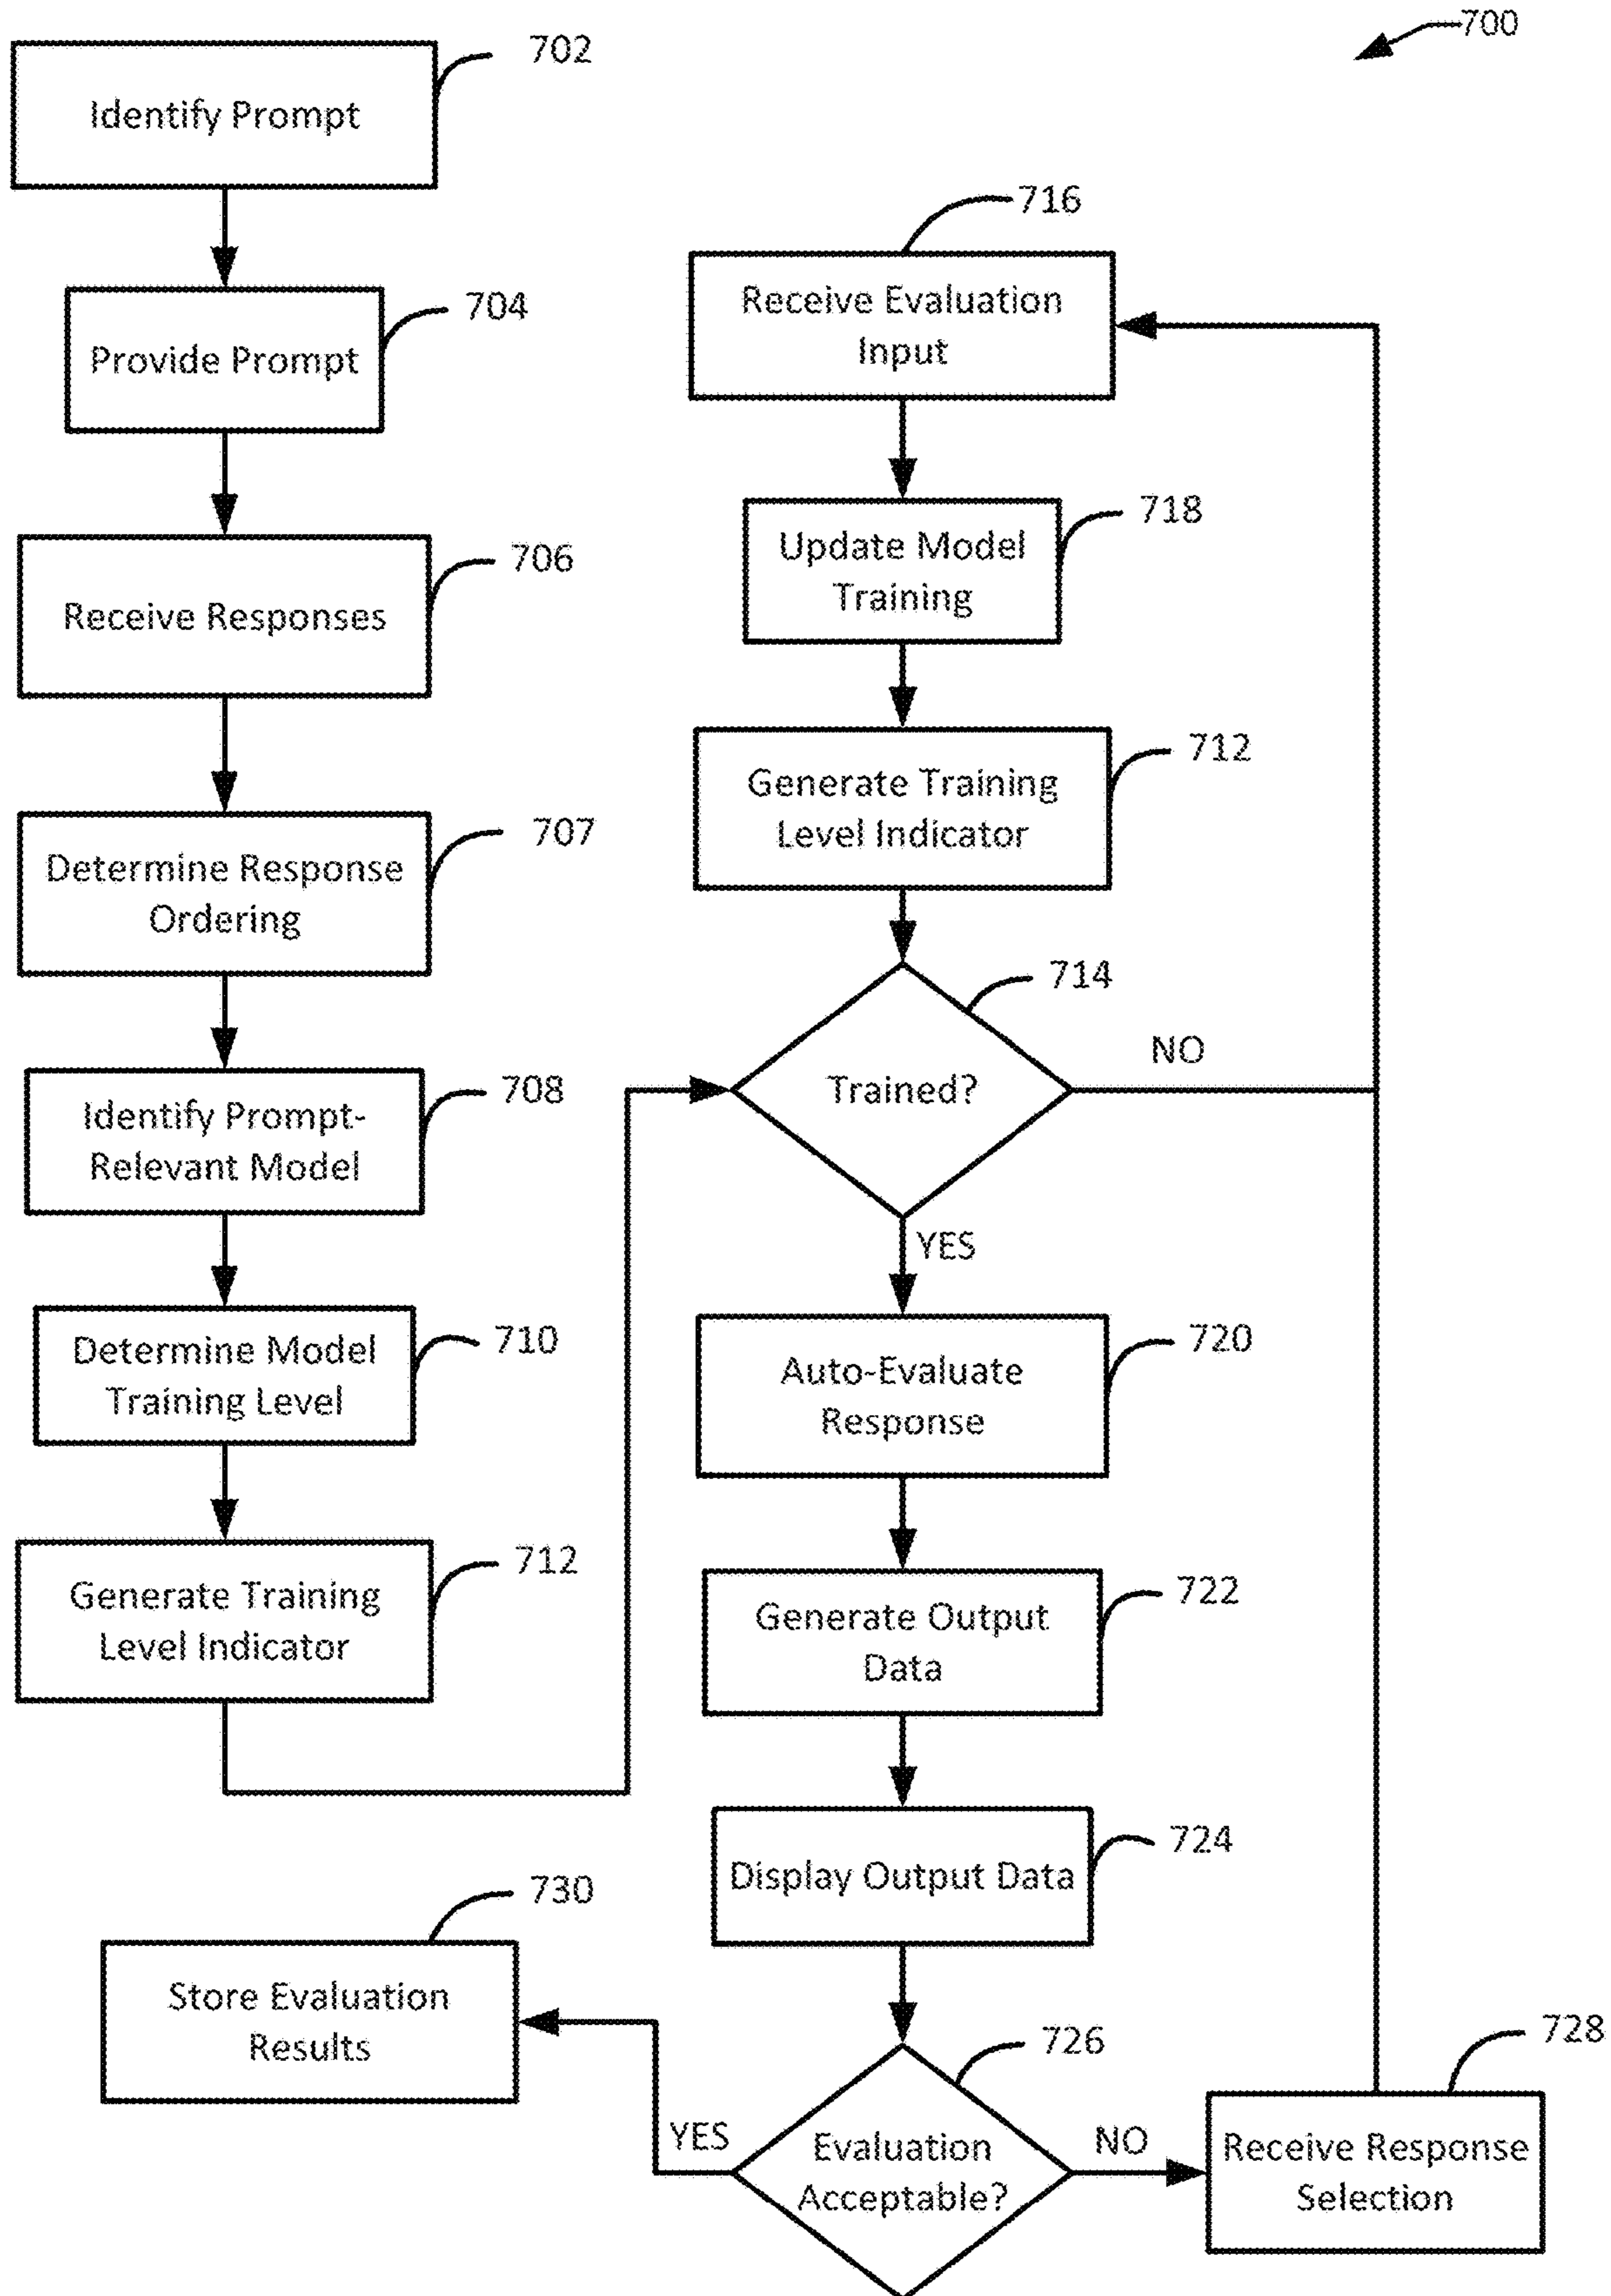 700
702
Identify Prompt
704
Provide Prompt
706
Receive Responses
707
Determine Response
Ordering
708
Identify Prompt-
Relevant Model
710
Determine Model
Training Level
712
Generate Training
Level Indicator
716
Receive Evaluation
Input
718
Update Model
Training
712
Generate Training
Level Indicator
714
Trained?
NO
YES
720
Auto-Evaluate
Response
722
Generate Output
Data
724
Display Output Data
726
Evaluation
Acceptable?
YES
NO
730
Store Evaluation
Results
728
Receive Response
Selection